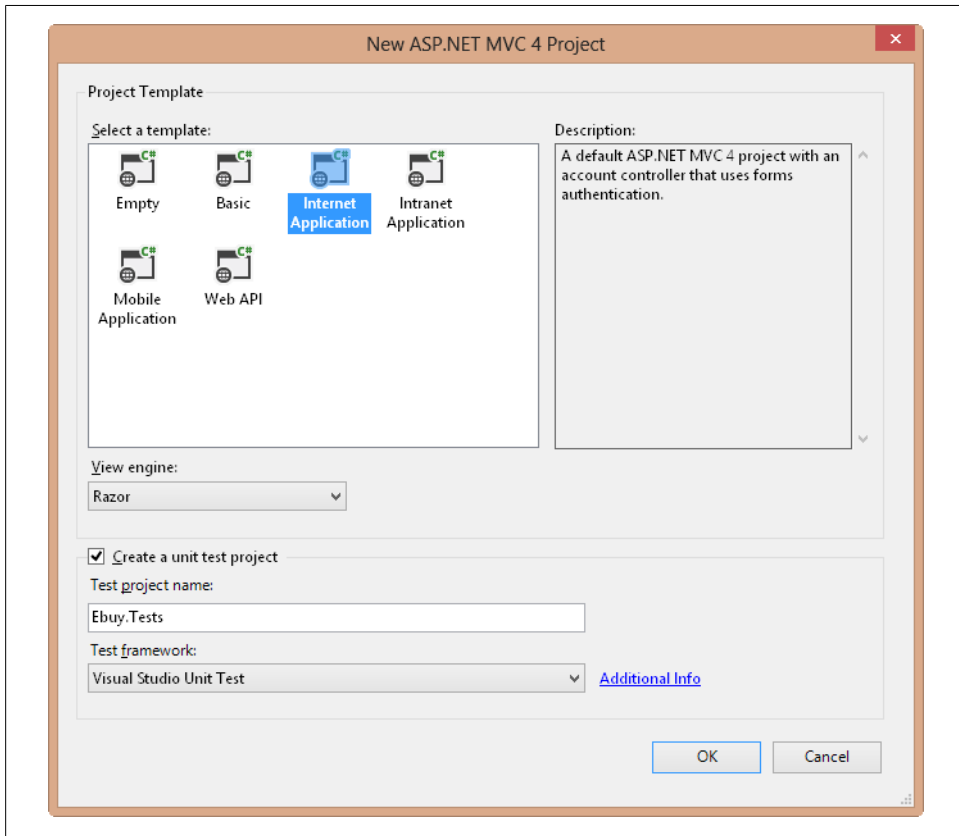 New ASP.NET MVC 4 Project
Project Template
Select a template:
C# C# C# C#
Empty Basic Internet Application Intranet Application
C# C#
Mobile Application Web API
Description:
A default ASP.NET MVC 4 project with an
account controller that uses forms
authentication.
View engine:
Razor
Create a unit test project
Test project name:
Ebuy.Tests
Test framework:
Visual Studio Unit Test
Additional Info
OK Cancel